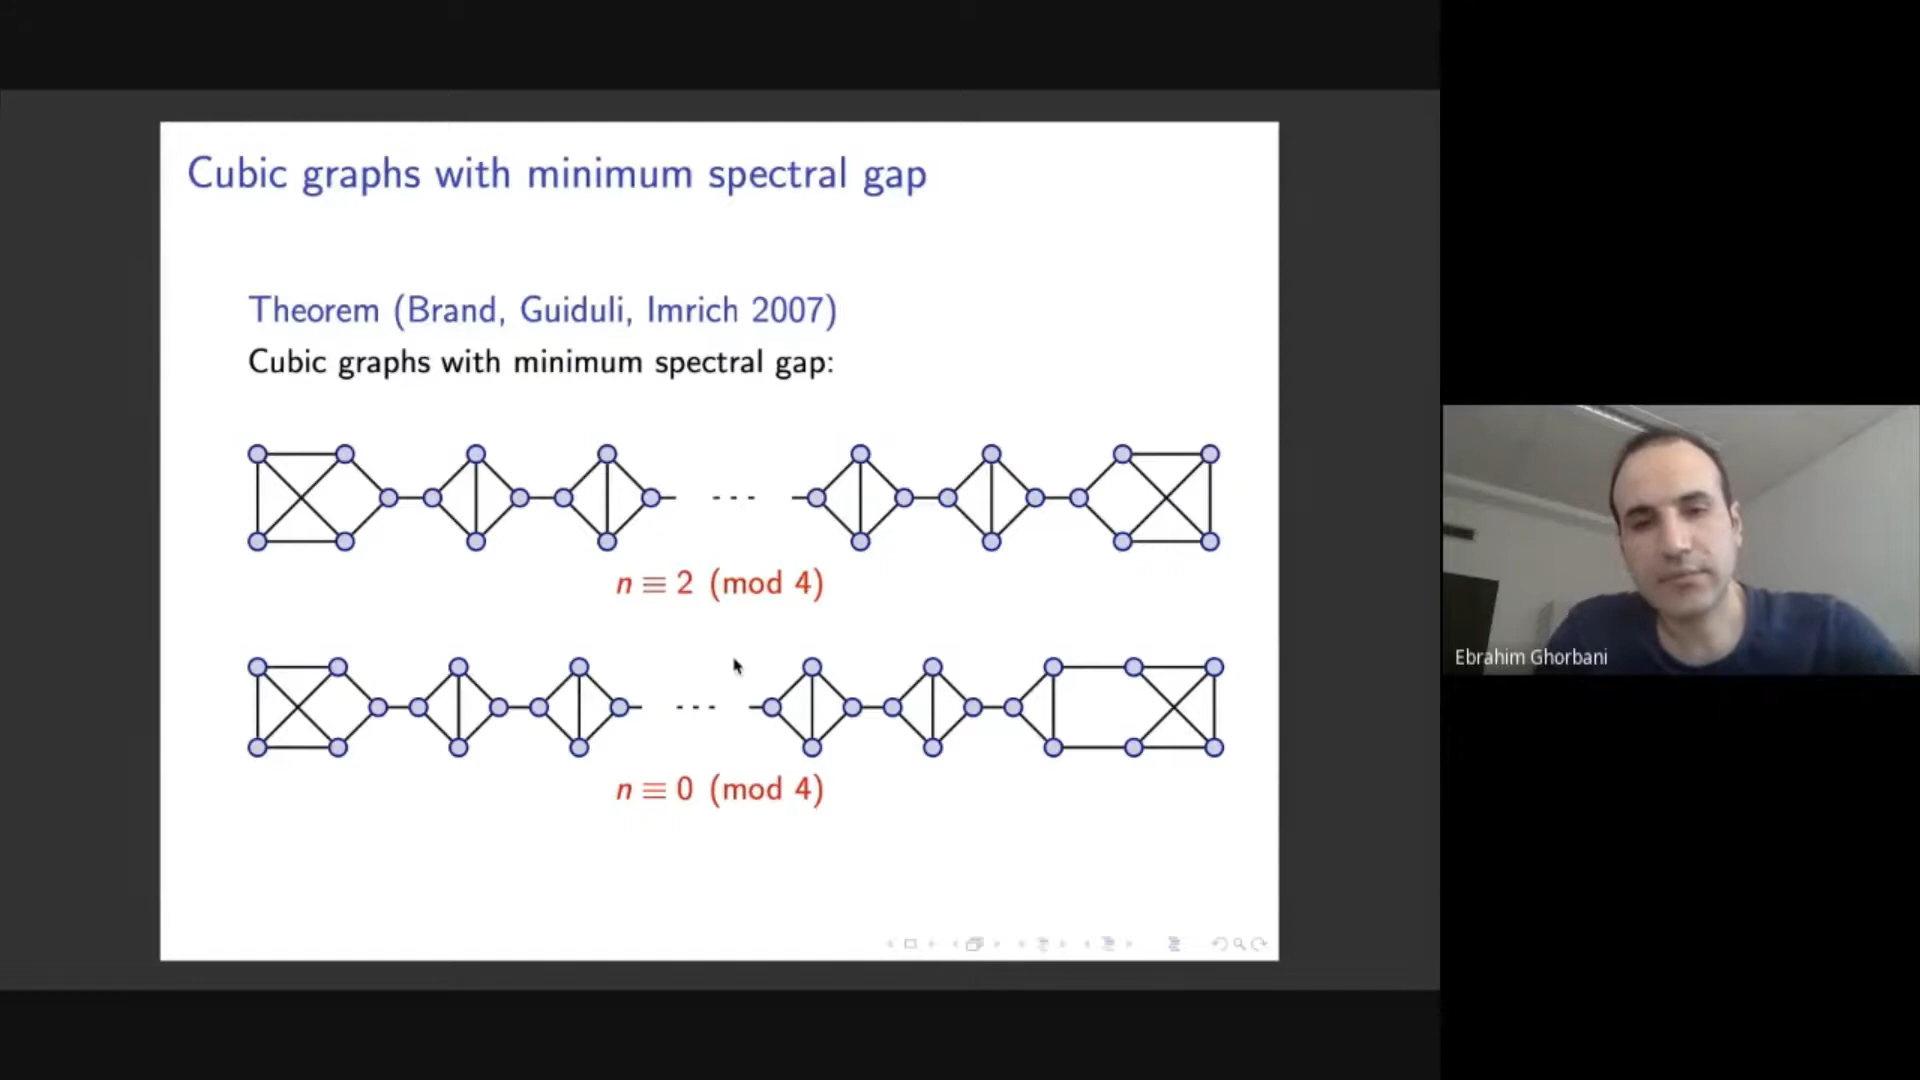 Cubic graphs with minimum spectral gap
Theorem (Brand, Guiduli, Imrich 2007)
Cubic graphs with minimum spectral gap:
n ≡ 2 (mod 4)
n ≡ 0 (mod 4)
Ebrahim Ghorbani